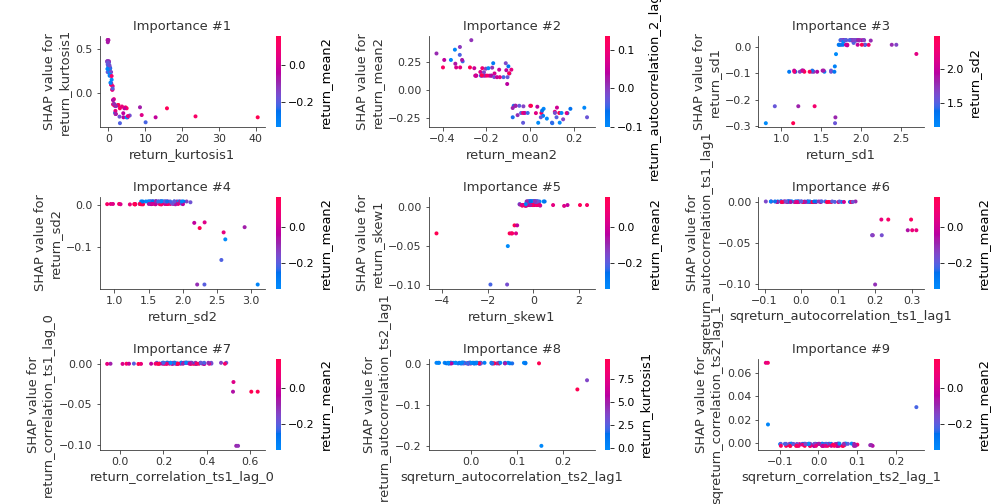 Importance #1
SHAP value for
return_kurtosis1
0.5
0.0
0
10
20
30
40
return_kurtosis1
0.0
−0.2
return_mean2
Importance #2
SHAP value for
return_mean2
0.25
0.00
−0.25
−0.4
−0.2
0.0
0.2
return_mean2
0.1
0.0
−0.1
return_autocorrelation_2_lag
Importance #3
SHAP value for
return_sd1
0.0
−0.1
−0.2
−0.3
1.0
1.5
2.0
2.5
return_sd1
2.0
1.5
return_sd2
Importance #4
SHAP value for
return_sd2
0.0
−0.1
1.0
1.5
2.0
2.5
3.0
return_sd2
0.0
−0.2
return_mean2
Importance #5
SHAP value for
return_skew1
0.00
−0.05
−0.10
−4
−2
0
2
return_skew1
0.0
−0.2
return_mean2
Importance #6
SHAP value for
sqreturn_autocorrelation_ts1_lag1
0.00
−0.05
−0.10
−0.1
0.0
0.1
0.2
0.3
sqreturn_autocorrelation_ts1_lag1
0.0
−0.2
return_mean2
Importance #7
SHAP value for
return_correlation_ts1_lag_0
0.00
−0.05
−0.10
0.0
0.2
0.4
0.6
return_correlation_ts1_lag_0
0.0
−0.2
return_mean2
Importance #8
SHAP value for
sqreturn_autocorrelation_ts2_lag1
0.0
−0.1
−0.2
0.0
0.1
0.2
sqreturn_autocorrelation_ts2_lag1
7.5
5.0
2.5
0.0
return_kurtosis1
Importance #9
SHAP value for
sqreturn_correlation_ts2_lag_1
0.06
0.04
0.02
0.00
−0.1
0.0
0.1
0.2
sqreturn_correlation_ts2_lag_1
0.0
−0.2
return_mean2